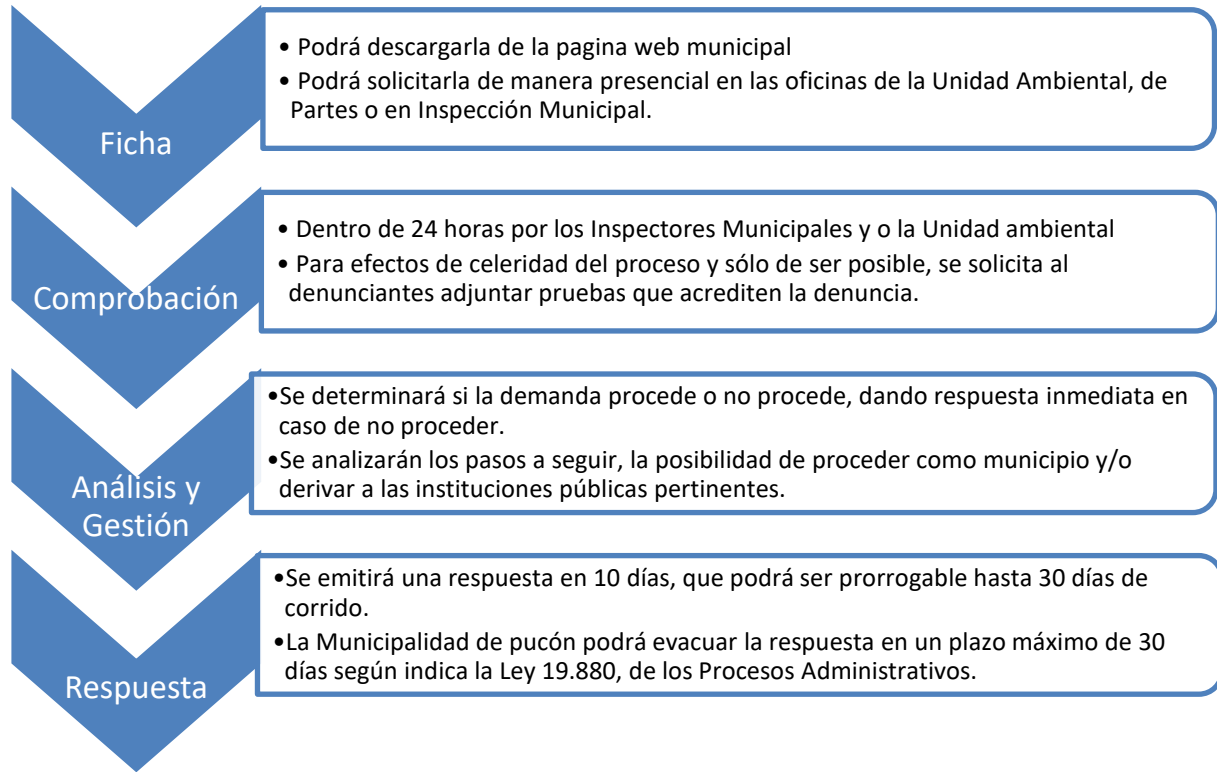 Ficha
• Podrá descargarla de la pagina web municipal
• Podrá solicitarla de manera presencial en las oficinas de la Unidad Ambiental, de
Partes o en Inspección Municipal.
Comprobación
• Dentro de 24 horas por los Inspectores Municipales y o la Unidad ambiental
• Para efectos de celeridad del proceso y sólo de ser posible, se solicita al
denunciantes adjuntar pruebas que acrediten la denuncia.
Análisis y
Gestión
•Se determinará si la demanda procede o no procede, dando respuesta inmediata en
caso de no proceder.
•Se analizarán los pasos a seguir, la posibilidad de proceder como municipio y/o
derivar a las instituciones públicas pertinentes.
Respuesta
•Se emitirá una respuesta en 10 días, que podrá ser prorrogable hasta 30 días de
corrido.
•La Municipalidad de pucón podrá evacuar la respuesta en un plazo máximo de 30
días según indica la Ley 19.880, de los Procesos Administrativos.